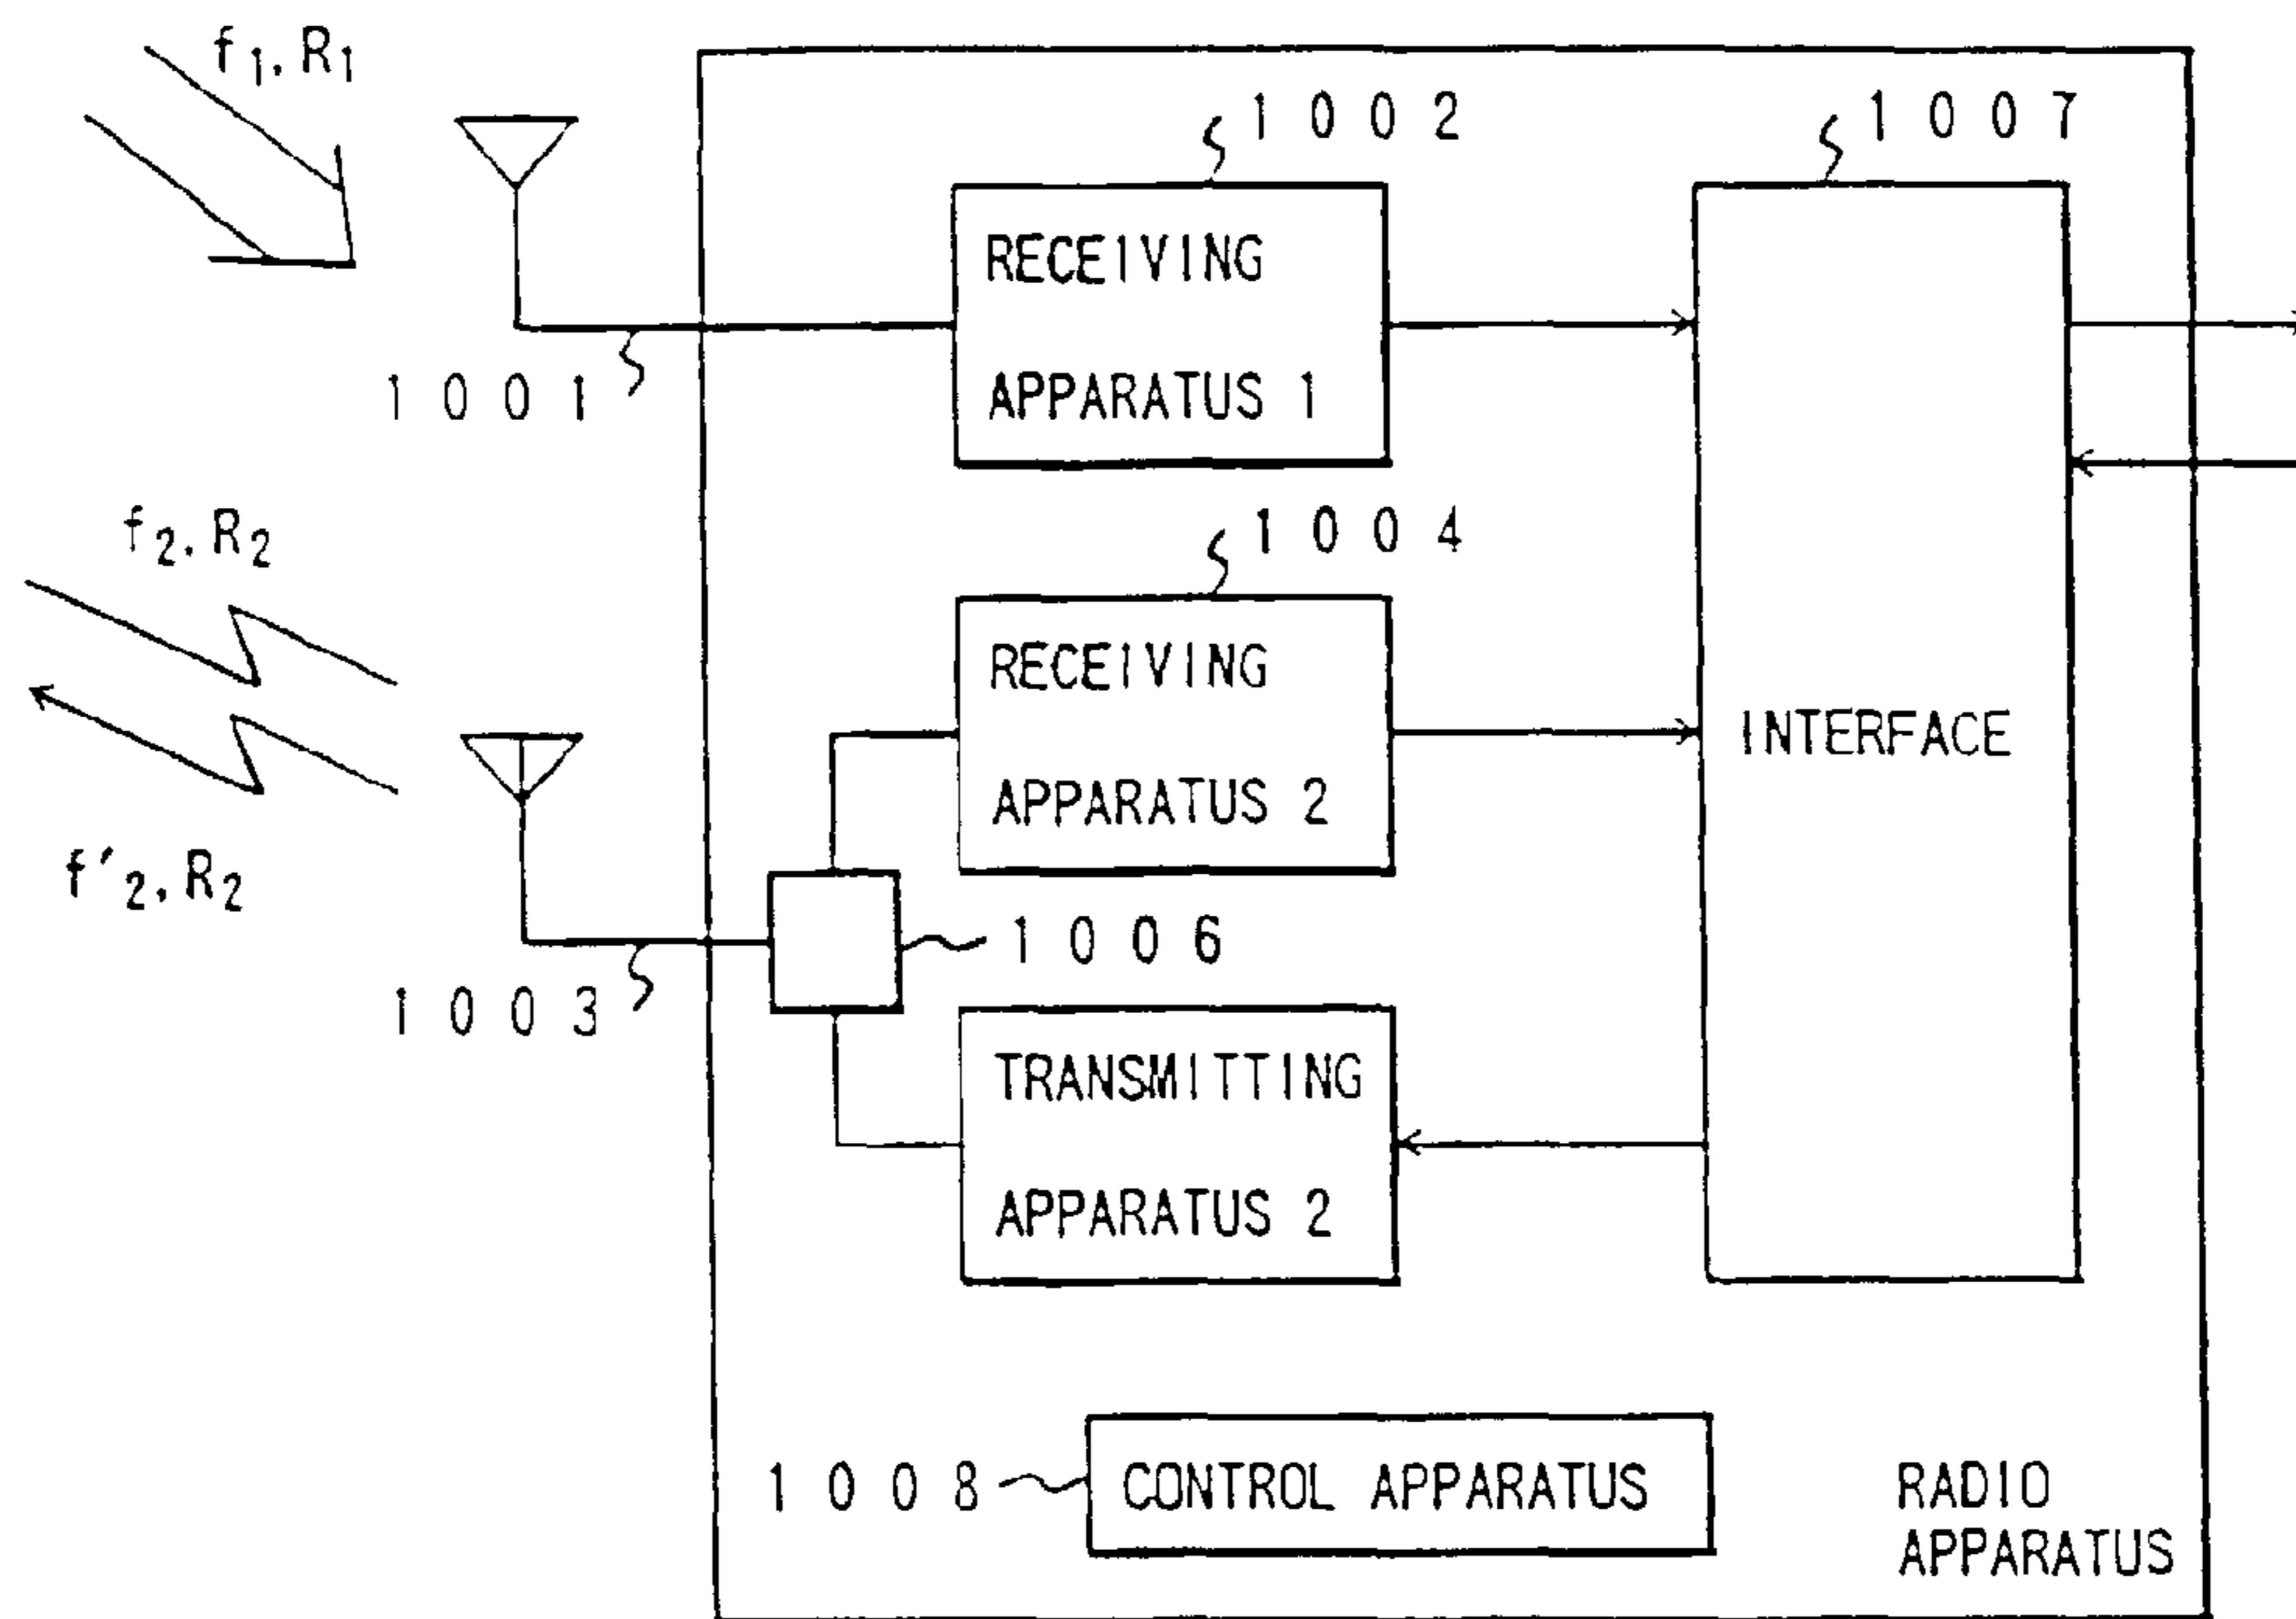 f1, R1
1002
1007
RECEIVING
APPARATUS 1
1001
f2, R2
1004
RECEIVING
APPARATUS 2
INTERFACE
f'2, R2
1006
1003
TRANSMITTING
APPARATUS 2
1008
CONTROL APPARATUS
RADIO
APPARATUS